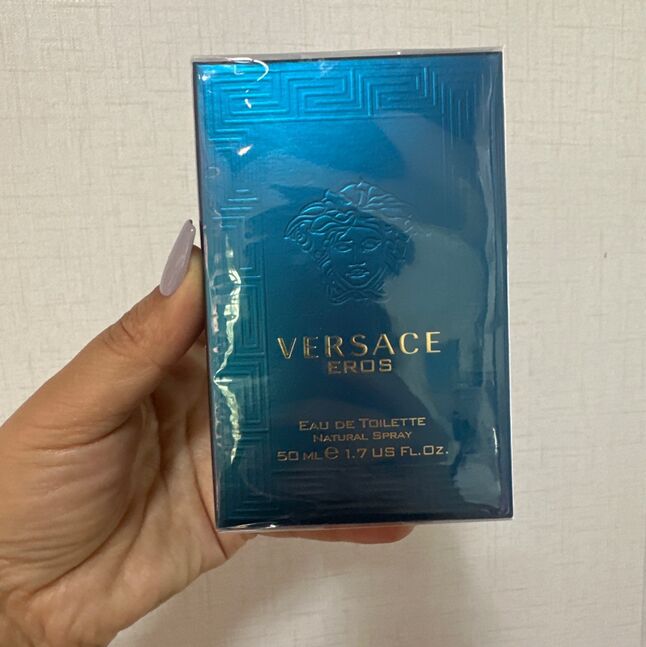 VERSACE
EROS
EAU DE TOILETTE
NATURAL SPRAY
50 ML ℮ 1.7 US FL.OZ.